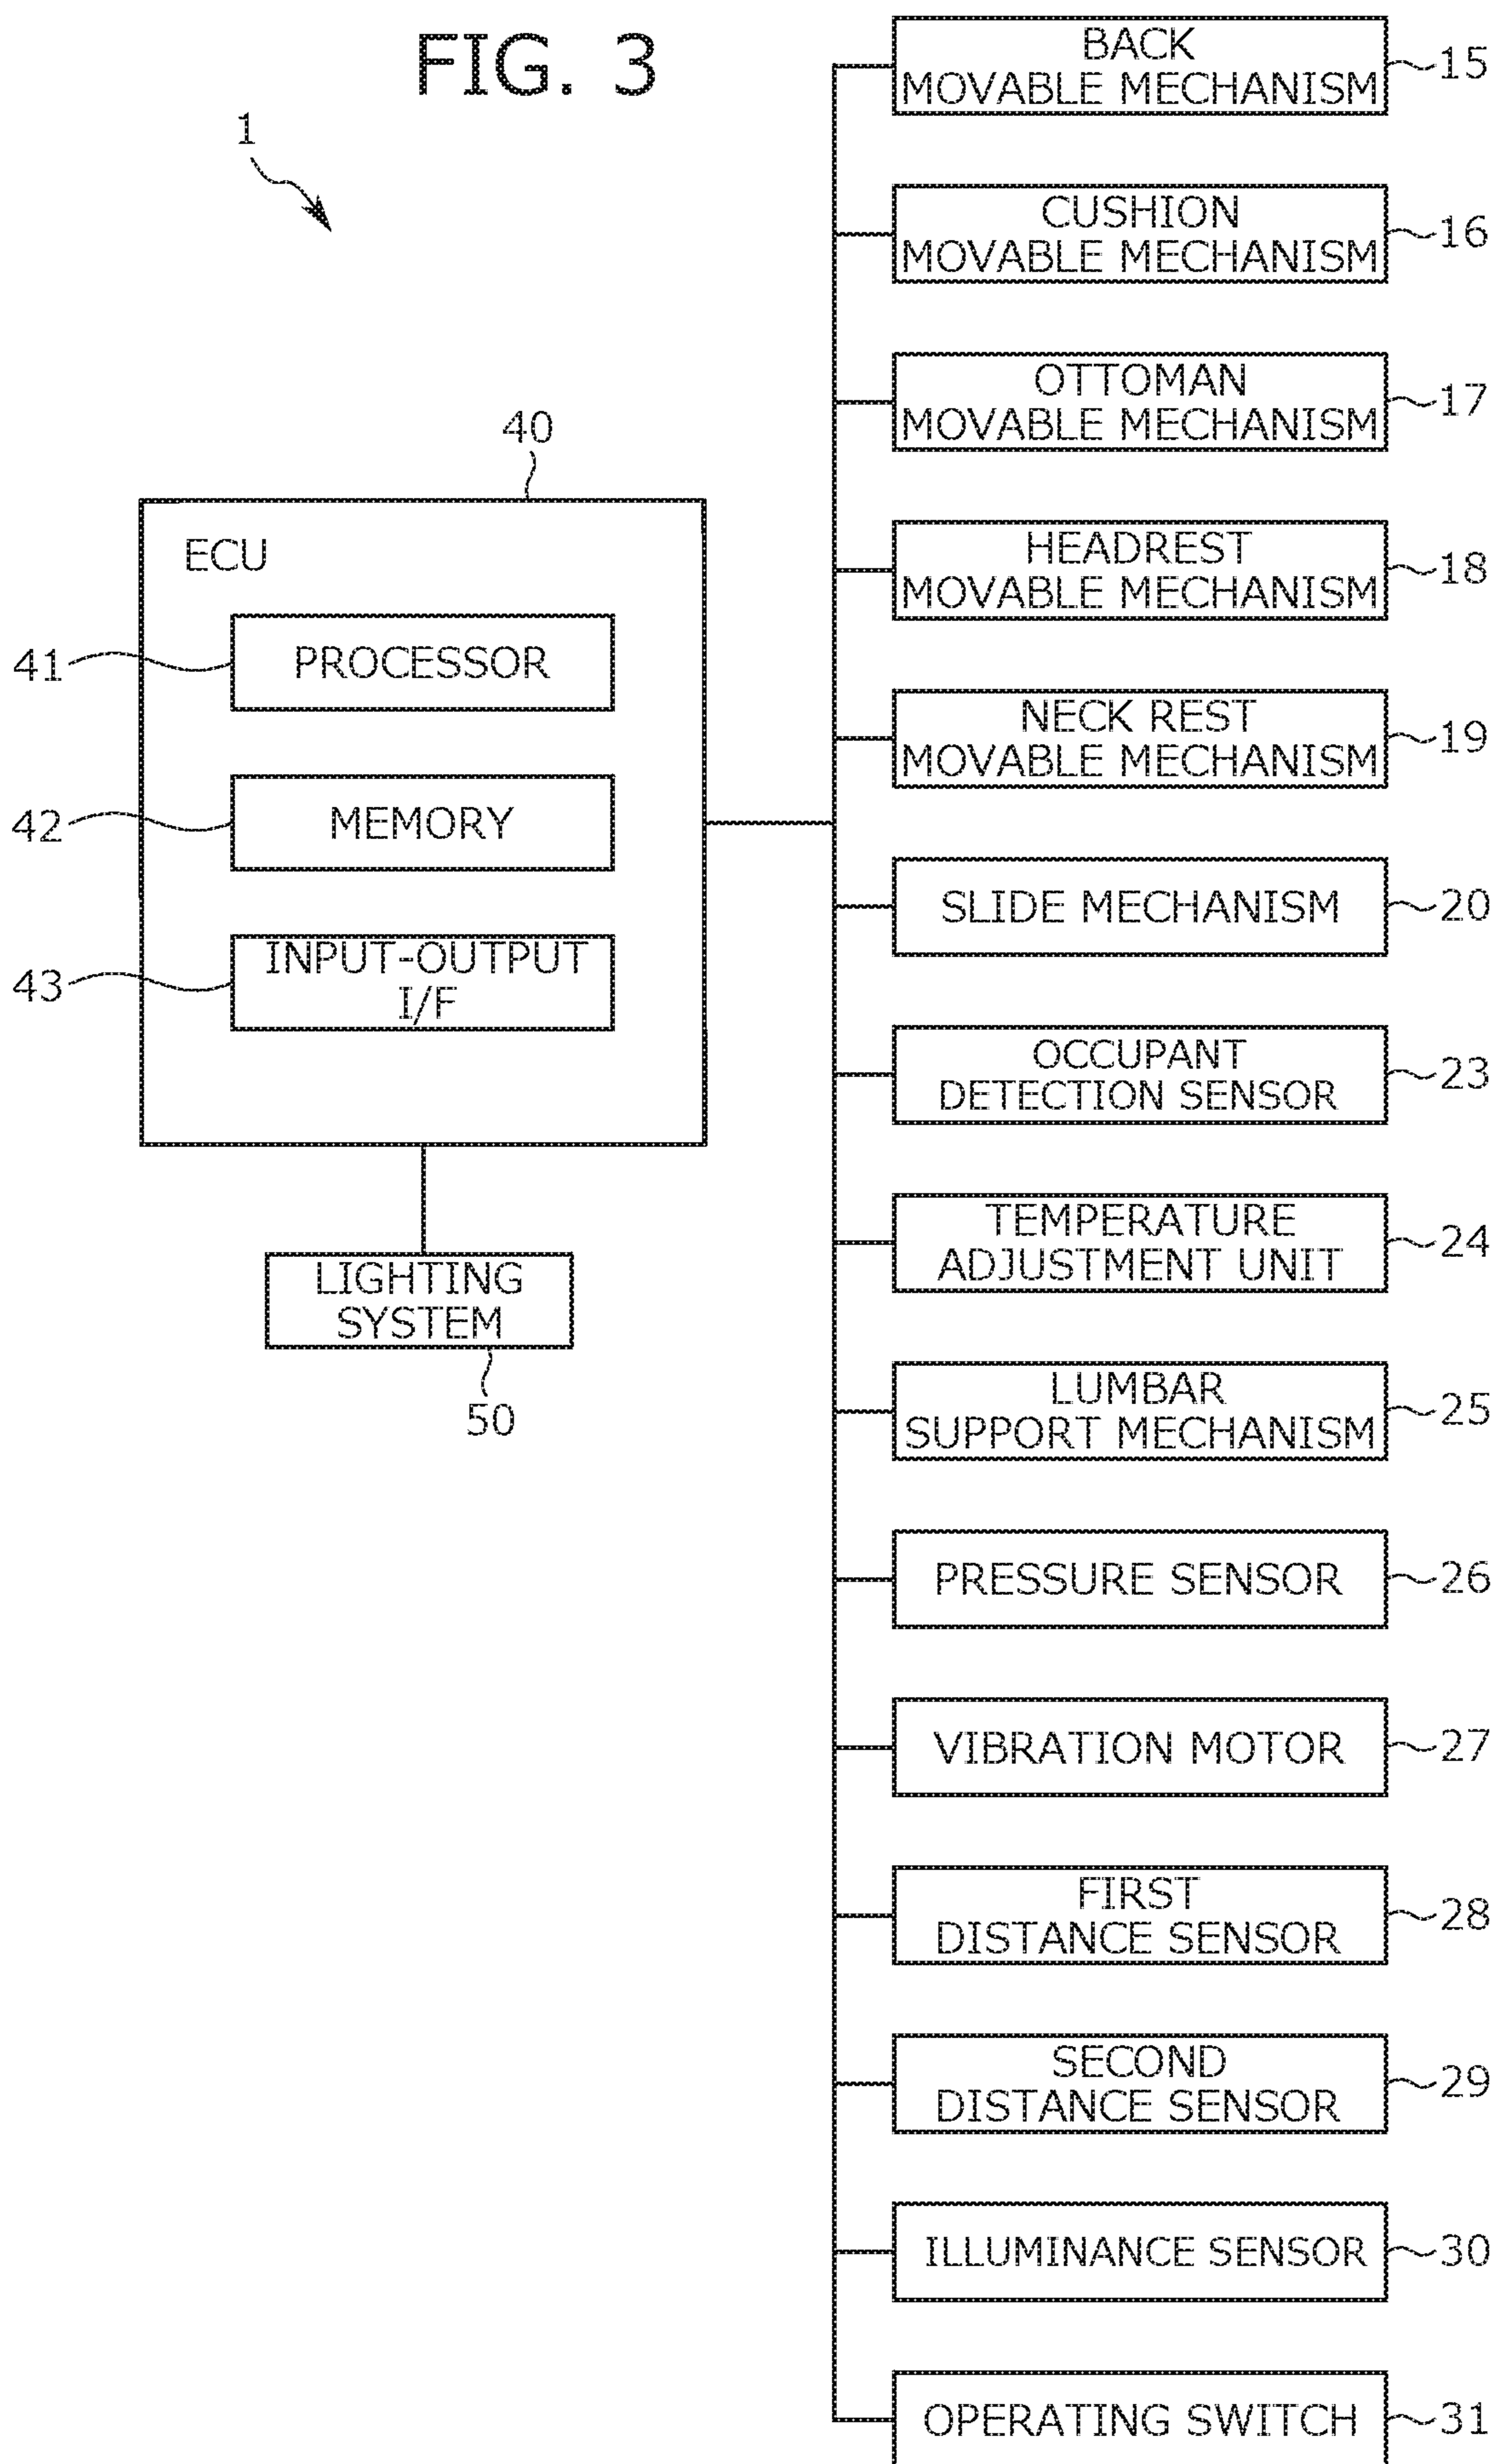 FIG. 3
1
BACK
MOVABLE MECHANISM
15
CUSHION
MOVABLE MECHANISM
16
OTTOMAN
MOVABLE MECHANISM
17
HEADREST
MOVABLE MECHANISM
18
NECK REST
MOVABLE MECHANISM
19
SLIDE MECHANISM
20
OCCUPANT
DETECTION SENSOR
23
TEMPERATURE
ADJUSTMENT UNIT
24
LUMBAR
SUPPORT MECHANISM
25
PRESSURE SENSOR
26
VIBRATION MOTOR
27
FIRST
DISTANCE SENSOR
28
SECOND
DISTANCE SENSOR
29
ILLUMINANCE SENSOR
30
OPERATING SWITCH
31
40
ECU
41
PROCESSOR
42
MEMORY
43
INPUT-OUTPUT
I/F
LIGHTING
SYSTEM
50